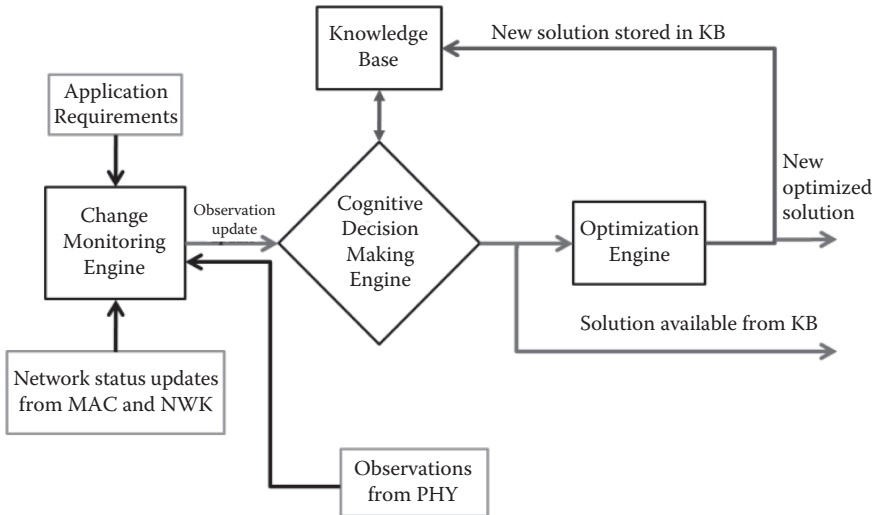 Knowledge
Base
New solution stored in KB
Application
Requirements
New
optimized
solution
Change
Monitoring
Engine
Observation
update
Cognitive
Decision
Making
Engine
Optimization
Engine
Solution available from KB
Network status updates
from MAC and NWK
Observations
from PHY